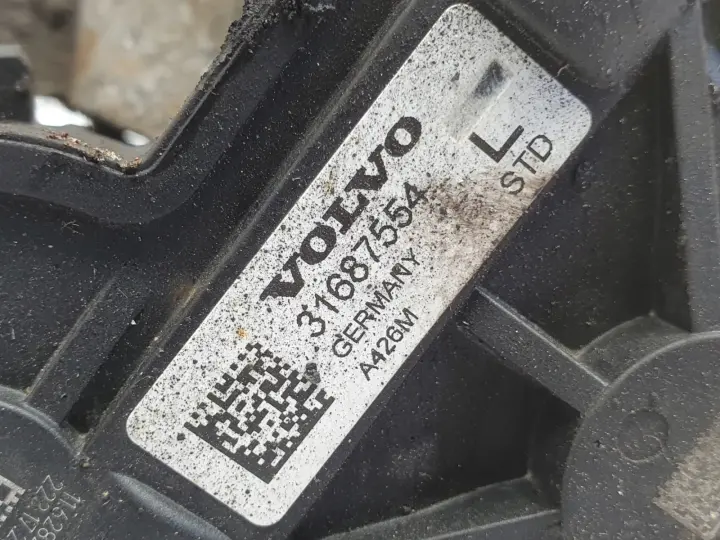 VOLVO
31687554
GERMANY
A426M
L
STD